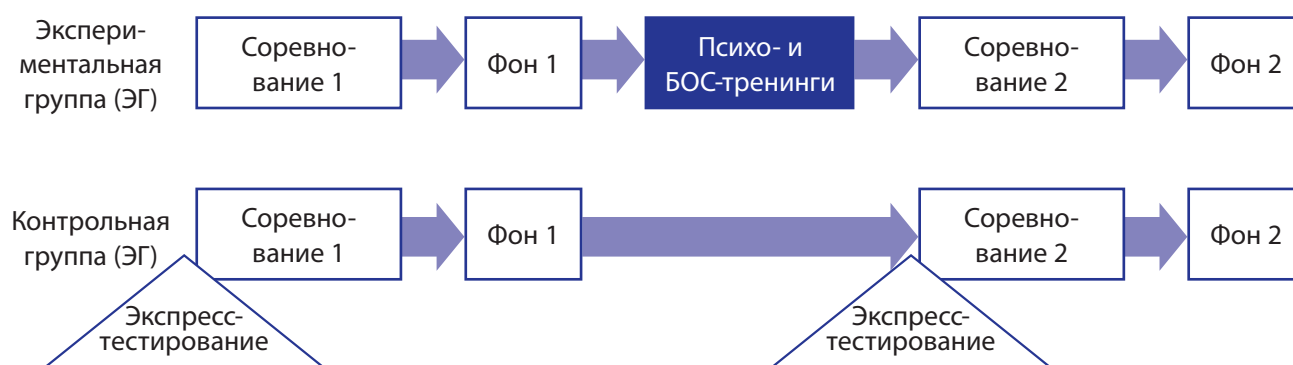 Экспери-
ментальная
группа (ЭГ)
Соревно-
вание 1
Фон 1
Психо- и
БОС-тренинги
Соревно-
вание 2
Фон 2
Контрольная
группа (ЭГ)
Соревно-
вание 1
Фон 1
Соревно-
вание 2
Фон 2
Экспресс-
тестирование
Экспресс-
тестирование